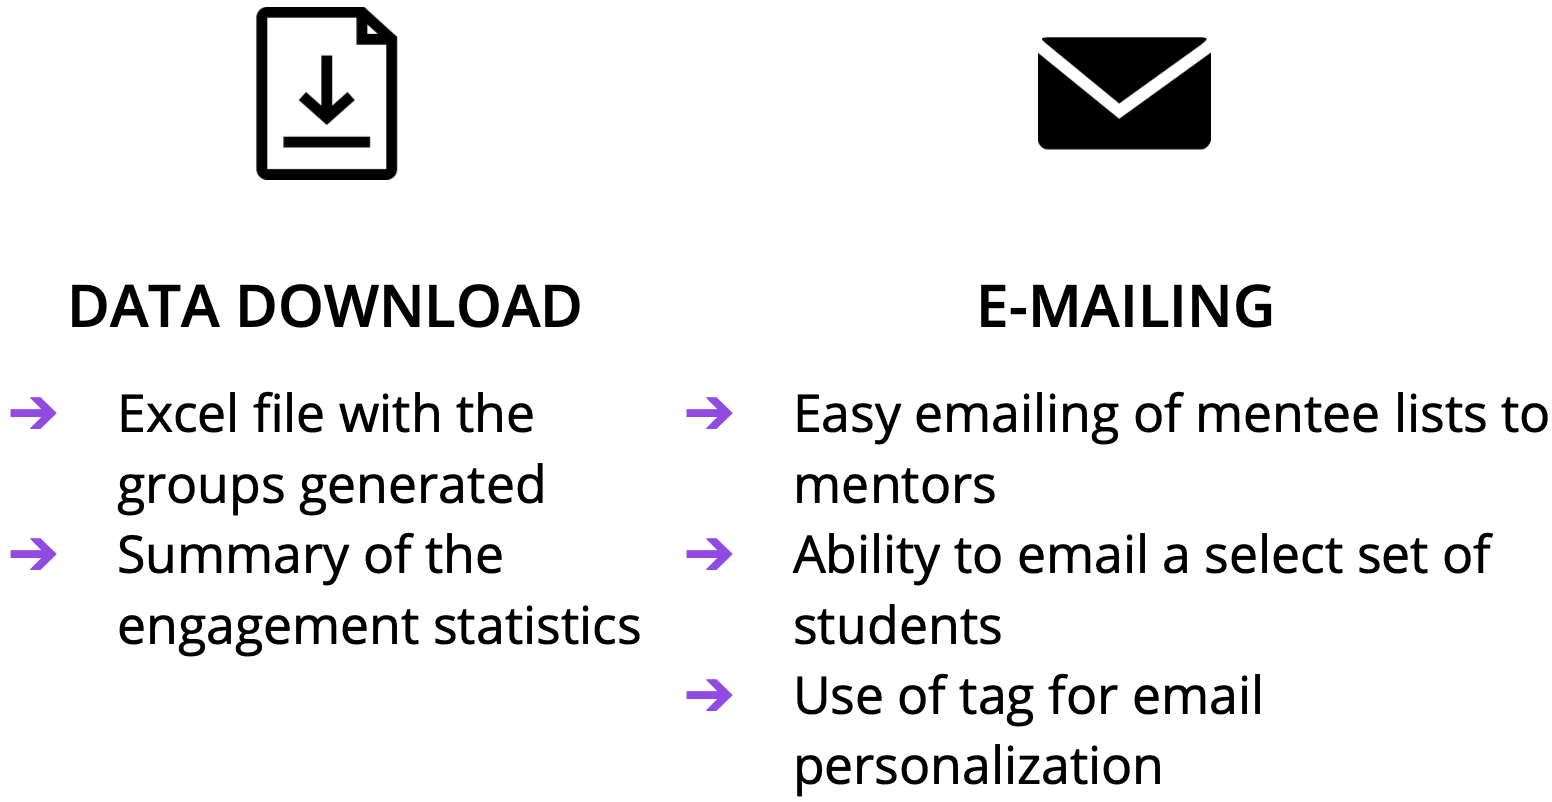 DATA DOWNLOAD
➔ Excel file with the
groups generated
➔ Summary of the
engagement statistics
E-MAILING
➔ Easy emailing of mentee lists to
mentors
➔ Ability to email a select set of
students
➔ Use of tag for email
personalization